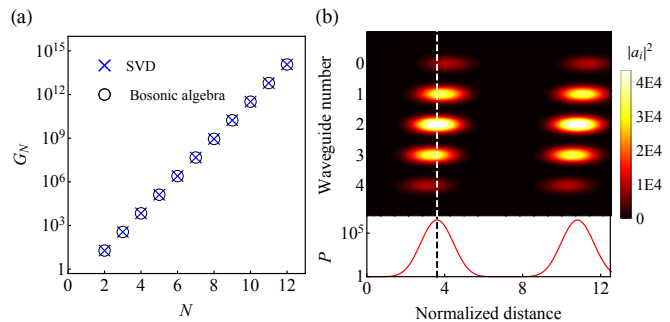 (a)
10^15
10^12
10^9
10^6
10^3
1
G_N
SVD
Bosonic algebra
0 2 4 6 8 10 12
N
(b)
Waveguide number
0
1
2
3
4
|a_i|^2
4E4
3E4
2E4
1E4
0
P
10^5
1
0 4 8 12
Normalized distance